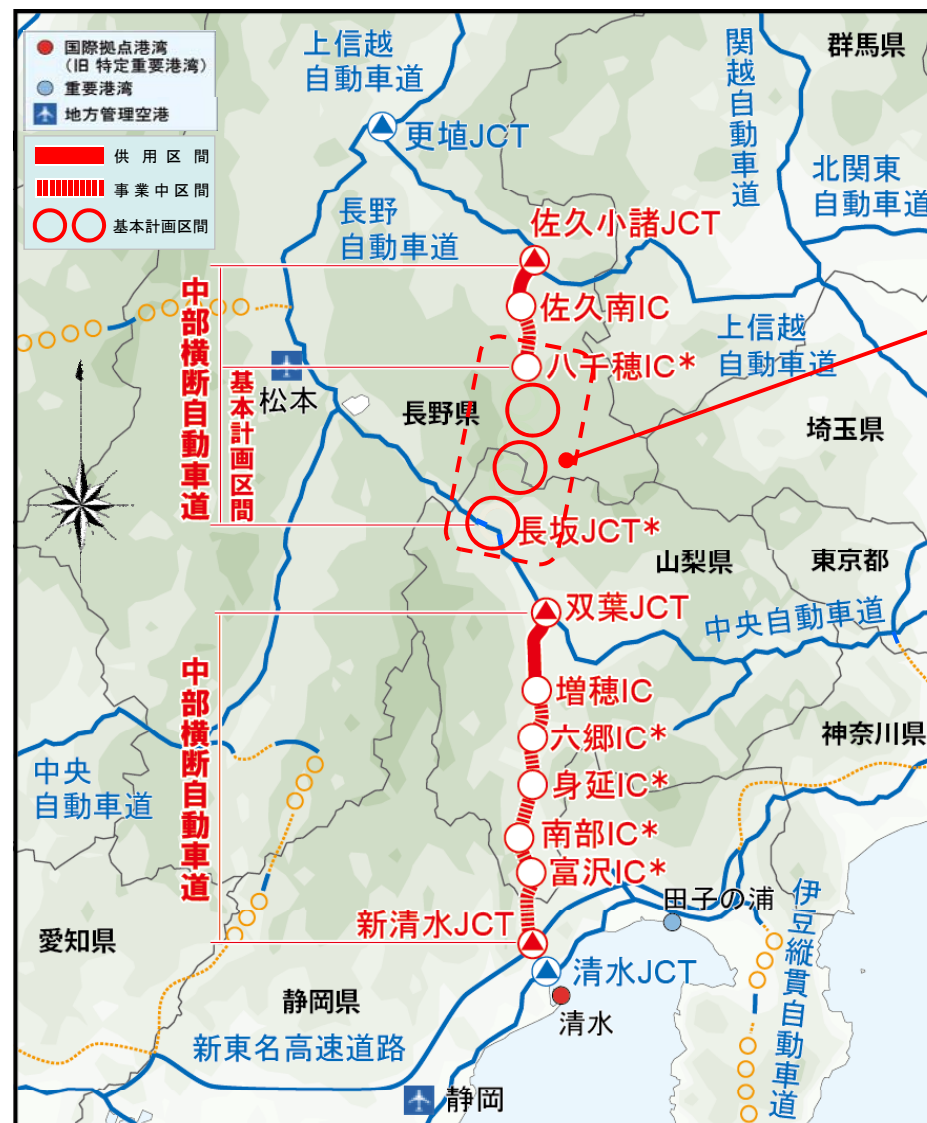 国際拠点港湾
(旧 特定重要港湾)
重要港湾
地方管理空港
供用区間
事業中区間
基本計画区間
上信越
自動車道
関越自動車道
群馬県
更埴JCT
北関東
自動車道
長野
自動車道
佐久小諸JCT
佐久南IC
上信越
自動車道
八千穂IC*
中部横断自動車道
基本計画区間
松本
長野県
埼玉県
長坂JCT*
山梨県
東京都
双葉JCT
中央自動車道
増穂IC
中部横断自動車道
六郷IC*
神奈川県
中央
自動車道
身延IC*
南部IC*
富沢IC*
田子の浦
伊豆縦貫自動車道
新清水JCT
愛知県
清水JCT
静岡県
清水
新東名高速道路
静岡